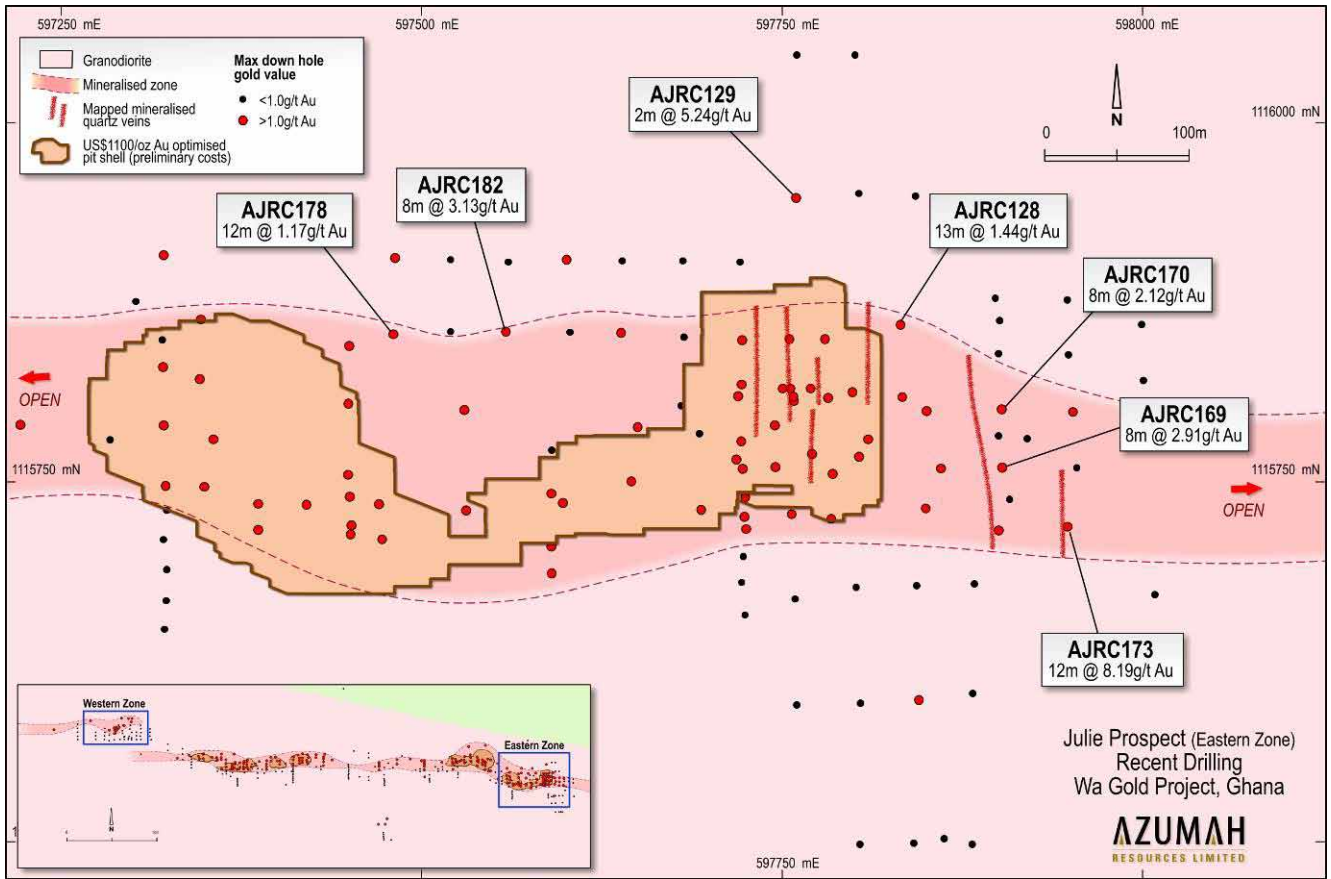 597250 mE
597500 mE
597750 mE
598000 mE
Granodiorite
Mineralised zone
Mapped mineralised
quartz veins
US$1100/oz Au optimised
pit shell (preliminary costs)
Max down hole
gold value
<1.0g/t Au
>1.0g/t Au
AJRC129
2m @ 5.24g/t Au
N
0
100m
1116000 mN
AJRC178
12m @ 1.17g/t Au
AJRC182
8m @ 3.13g/t Au
AJRC128
13m @ 1.44g/t Au
AJRC170
8m @ 2.12g/t Au
OPEN
AJRC169
8m @ 2.91g/t Au
1115750 mN
1115750 mN
OPEN
AJRC173
12m @ 8.19g/t Au
Western Zone
Eastern Zone
N
Julie Prospect (Eastern Zone)
Recent Drilling
Wa Gold Project, Ghana
AZUMAH
RESOURCES LIMITED
597750 mE